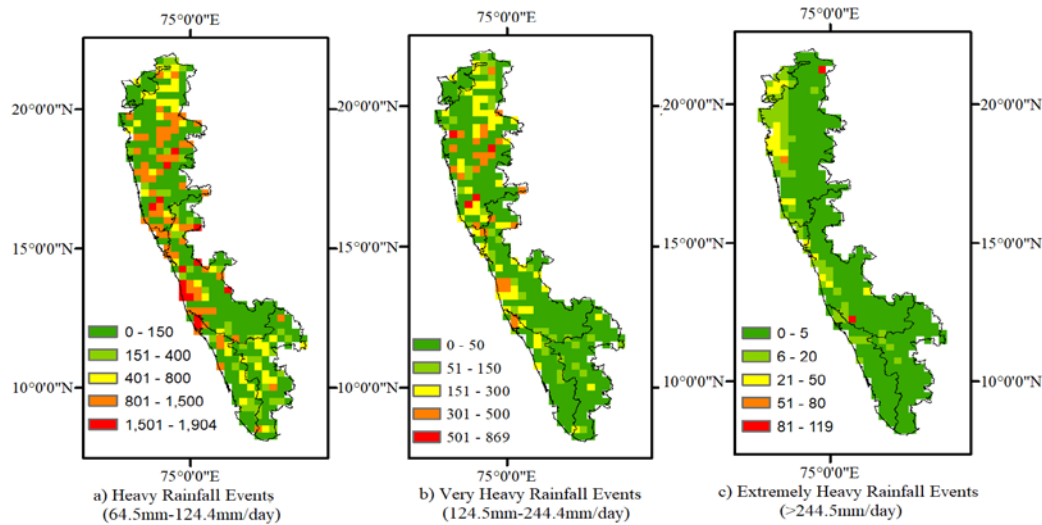 75°0'0"E
75°0'0"E
75°0'0"E
20°0'0"N
15°0'0"N
10°0'0"N
0 - 150
151 - 400
401 - 800
801 - 1,500
1,501 - 1,904
75°0'0"E
a) Heavy Rainfall Events
(64.5mm-124.4mm/day)
20°0'0"N
15°0'0"N
10°0'0"N
0 - 50
51 - 150
151 - 300
301 - 500
501 - 869
75°0'0"E
b) Very Heavy Rainfall Events
(124.5mm-244.4mm/day)
20°0'0"N
15°0'0"N
10°0'0"N
0 - 5
6 - 20
21 - 50
51 - 80
81 - 119
75°0'0"E
c) Extremely Heavy Rainfall Events
(>244.5mm/day)